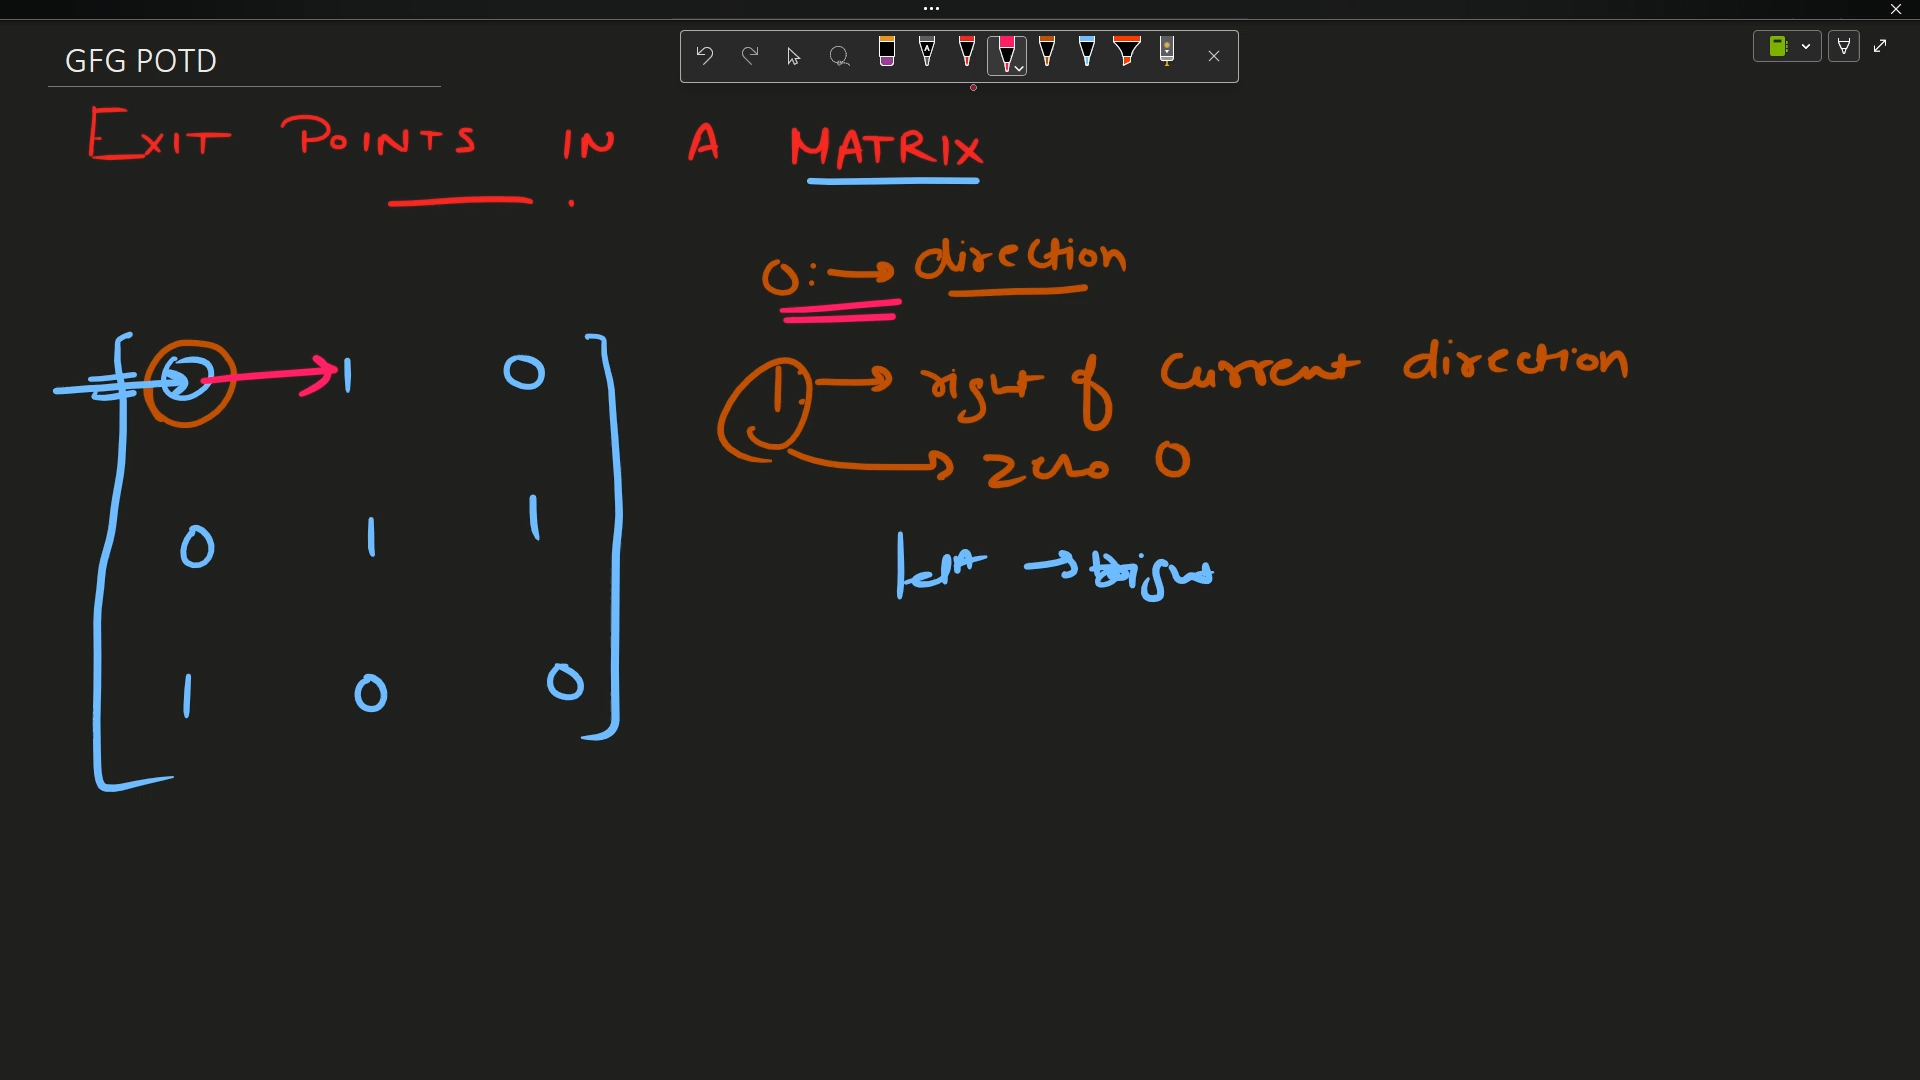 GFG POTD
EXIT POINTS IN A MATRIX
0: → direction
1: → right of current direction
→ zero 0
left → right
0 1 0
0 1 1
1 0 0